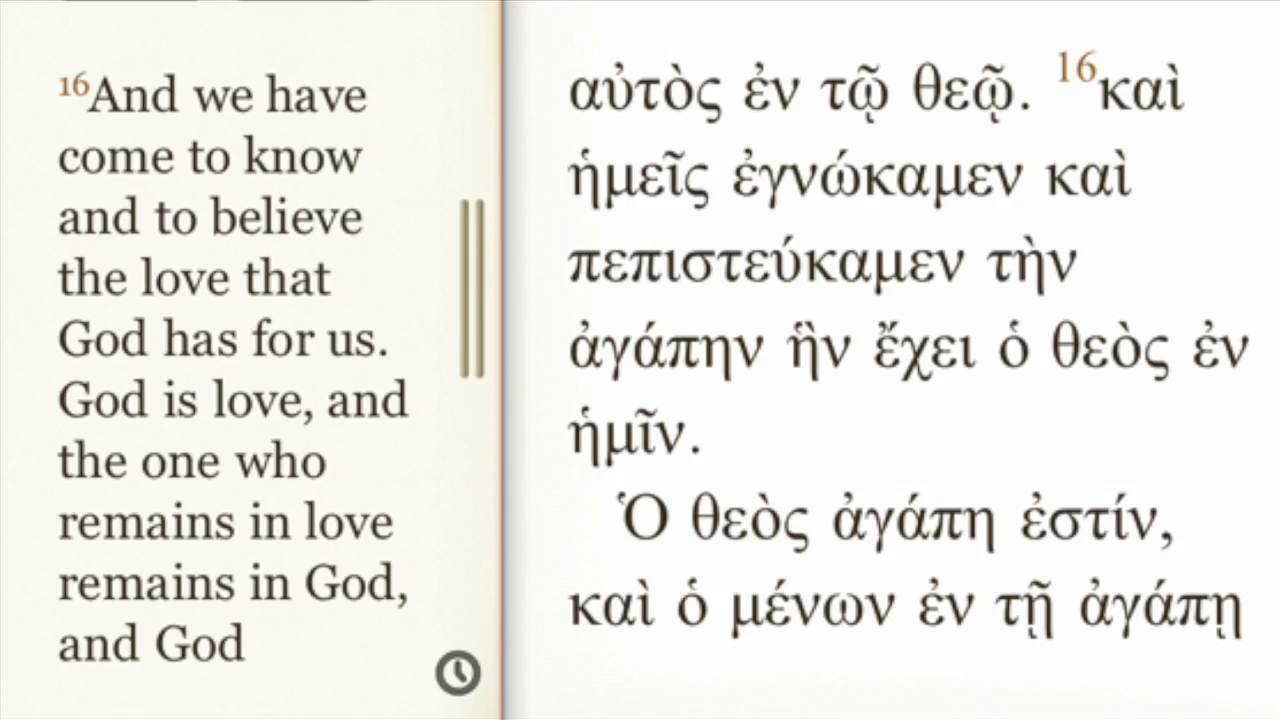 16And we have
come to know
and to believe
the love that
God has for us.
God is love, and
the one who
remains in love
remains in God,
and God
αὐτὸς ἐν τῷ θεῷ. 16καὶ
ἡμεῖς ἐγνώκαμεν καὶ
πεπιστεύκαμεν τὴν
ἀγάπην ἣν ἔχει ὁ θεὸς ἐν
ἡμῖν.
Ὁ θεὸς ἀγάπη ἐστίν,
καὶ ὁ μένων ἐν τῇ ἀγάπῃ